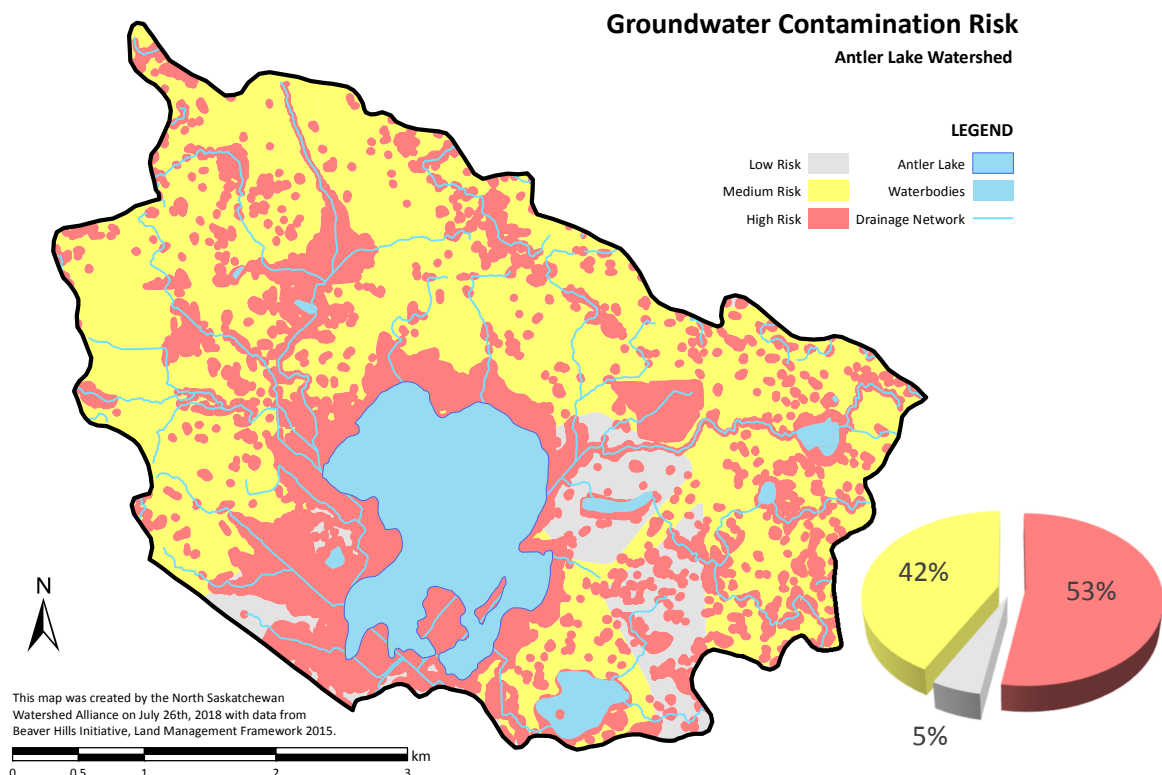 Groundwater Contamination Risk
Antler Lake Watershed
LEGEND
Low Risk
Antler Lake
Medium Risk
Waterbodies
High Risk
Drainage Network
42%
53%
5%
N
This map was created by the North Saskatchewan
Watershed Alliance on July 26th, 2018 with data from
Beaver Hills Initiative, Land Management Framework 2015.
km
0 0.5 1 2 3